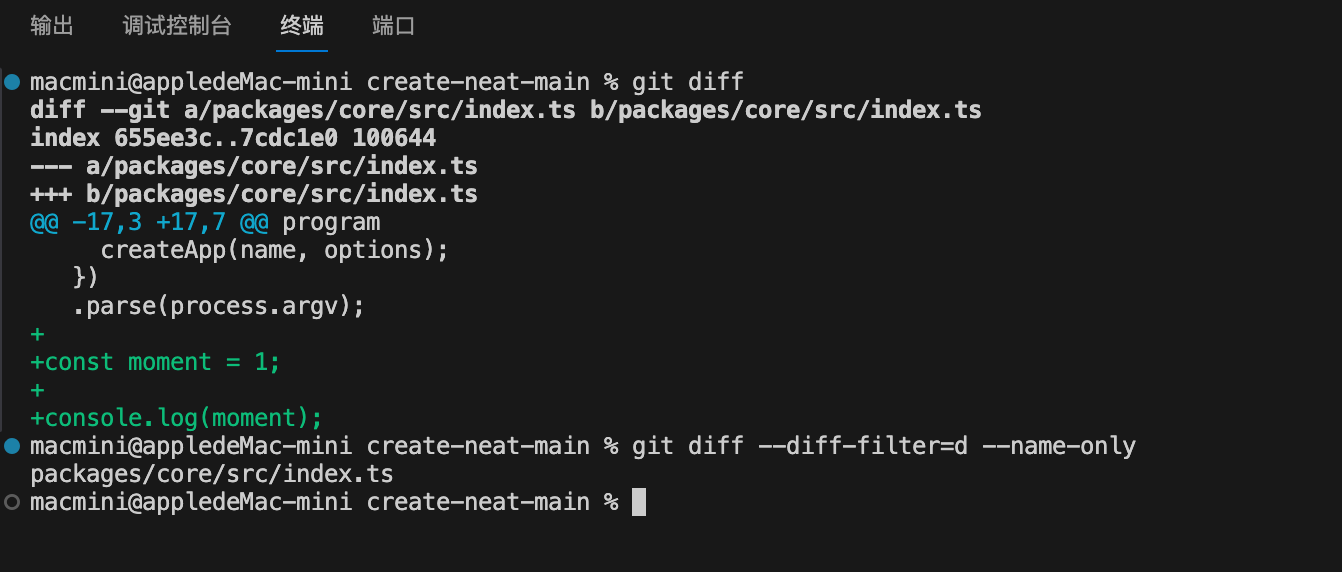 输出 调试控制台 终端 端口
macmini@appledeMac-mini create-neat-main % git diff
diff --git a/packages/core/src/index.ts b/packages/core/src/index.ts
index 655ee3c..7cdc1e0 100644
--- a/packages/core/src/index.ts
+++ b/packages/core/src/index.ts
@@ -17,3 +17,7 @@ program
     createApp(name, options);
   })
   .parse(process.argv);
+
+const moment = 1;
+
+console.log(moment);
macmini@appledeMac-mini create-neat-main % git diff --diff-filter=d --name-only
packages/core/src/index.ts
macmini@appledeMac-mini create-neat-main %